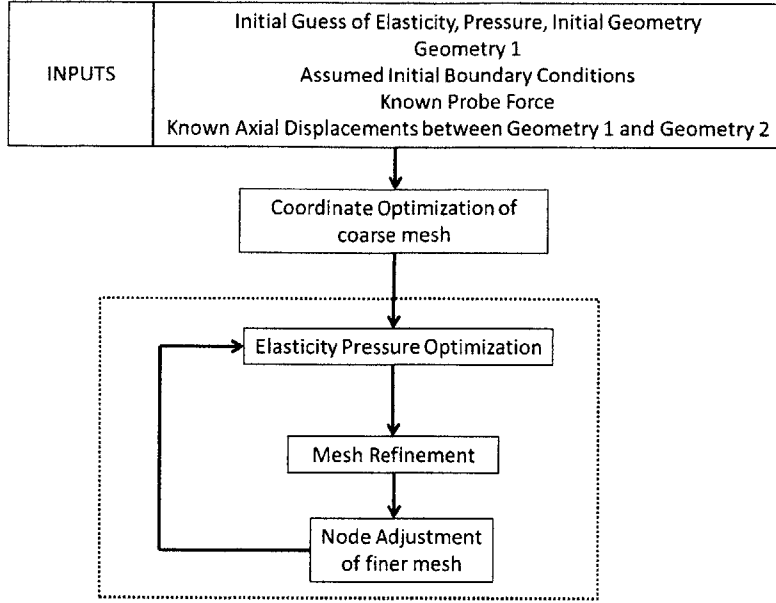 INPUTS
Initial Guess of Elasticity, Pressure, Initial Geometry
Geometry 1
Assumed Initial Boundary Conditions
Known Probe Force
Known Axial Displacements between Geometry 1 and Geometry 2
Coordinate Optimization of
coarse mesh
Elasticity Pressure Optimization
Mesh Refinement
Node Adjustment
of finer mesh